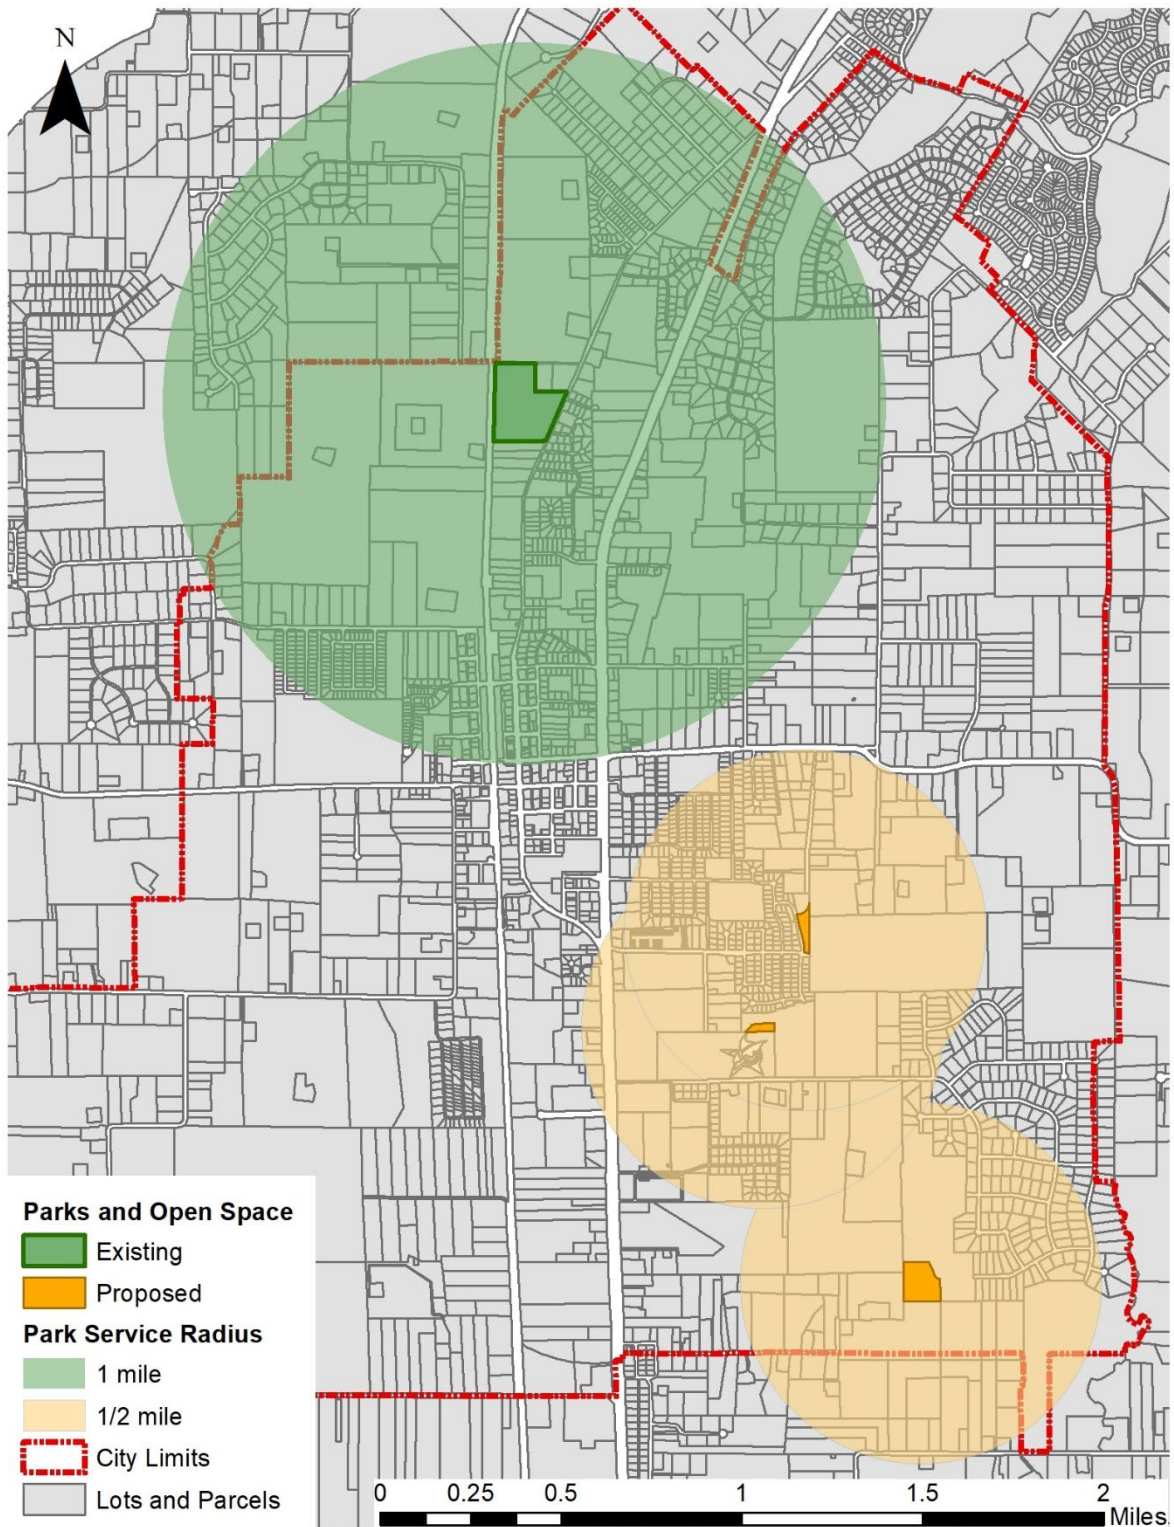 N
Parks and Open Space
Existing
Proposed
Park Service Radius
1 mile
1/2 mile
City Limits
Lots and Parcels
0 0.25 0.5 1 1.5 2
Miles